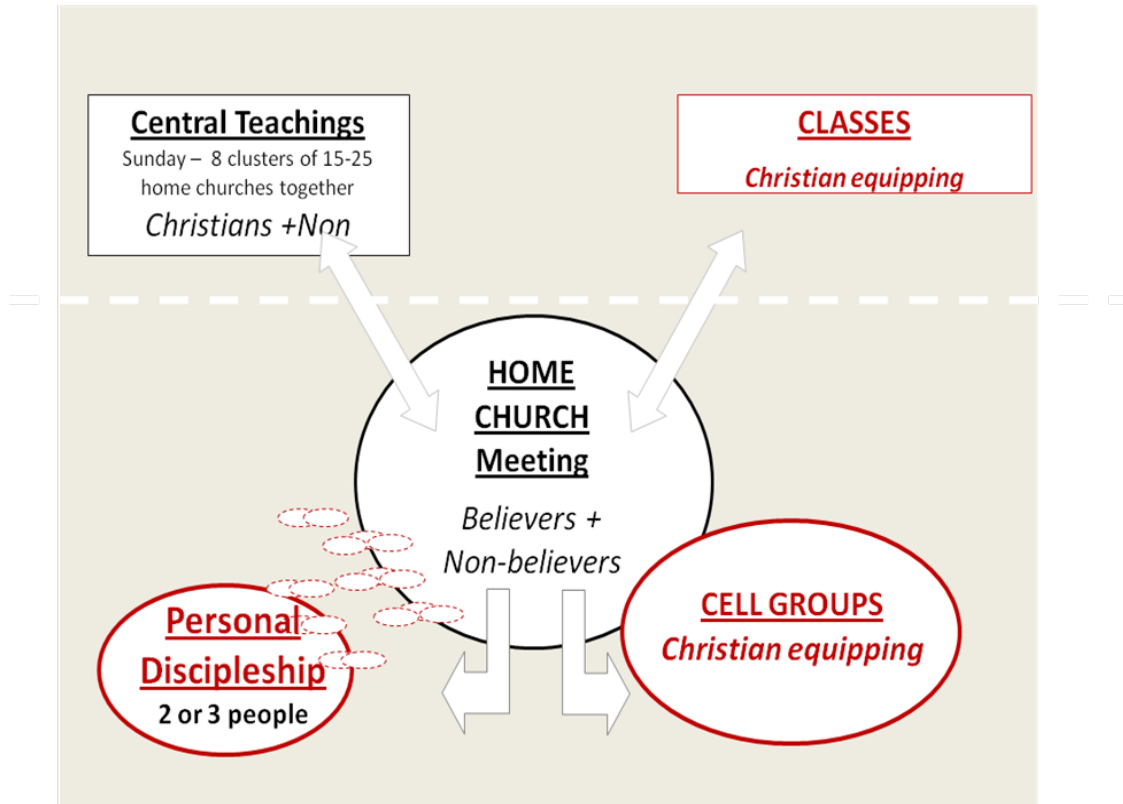 Central Teachings
Sunday – 8 clusters of 15-25
home churches together
Christians +Non
CLASSES
Christian equipping
HOME
CHURCH
Meeting
Believers +
Non-believers
Personal
Discipleship
2 or 3 people
CELL GROUPS
Christian equipping